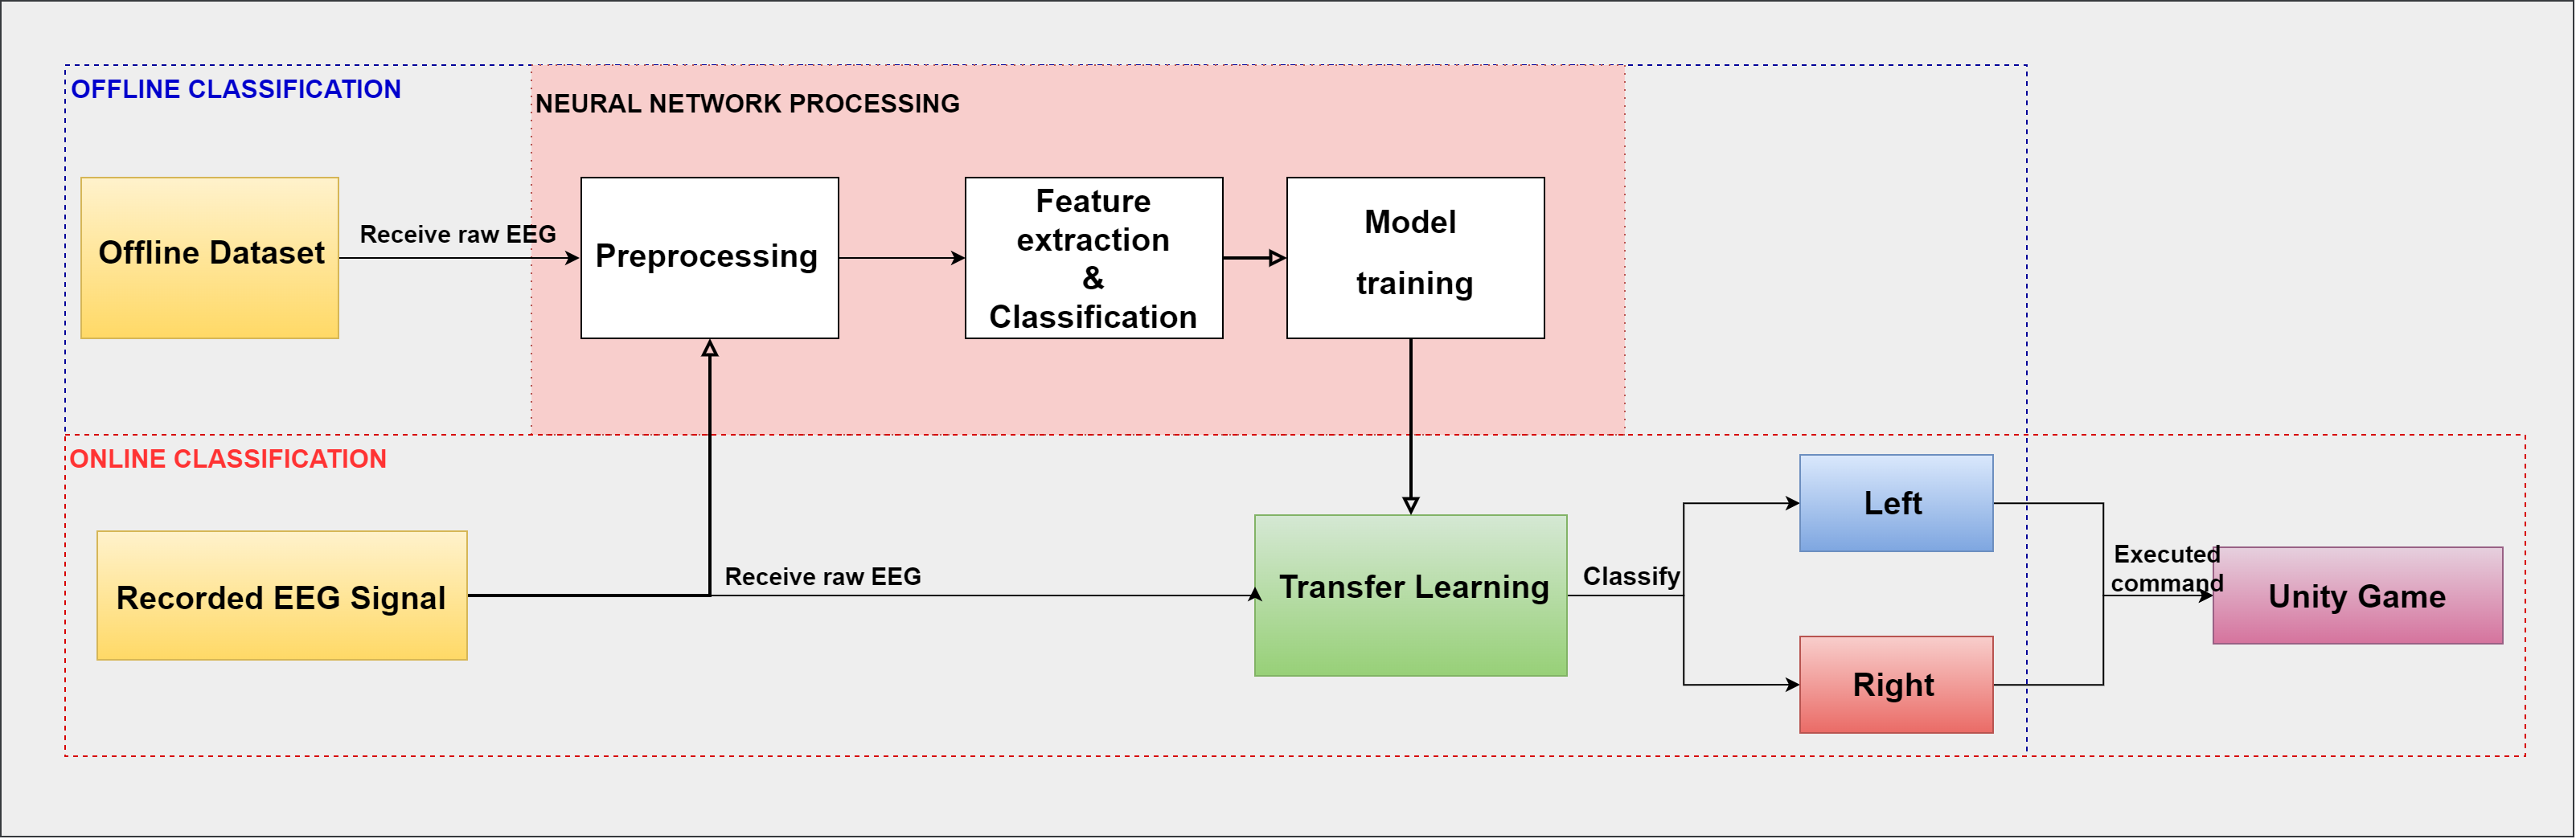 OFFLINE CLASSIFICATION
NEURAL NETWORK PROCESSING
Offline Dataset
Receive raw EEG
Preprocessing
Feature
extraction
&
Classification
Model
training
ONLINE CLASSIFICATION
Recorded EEG Signal
Receive raw EEG
Transfer Learning
Classify
Left
Right
Executed
command
Unity Game